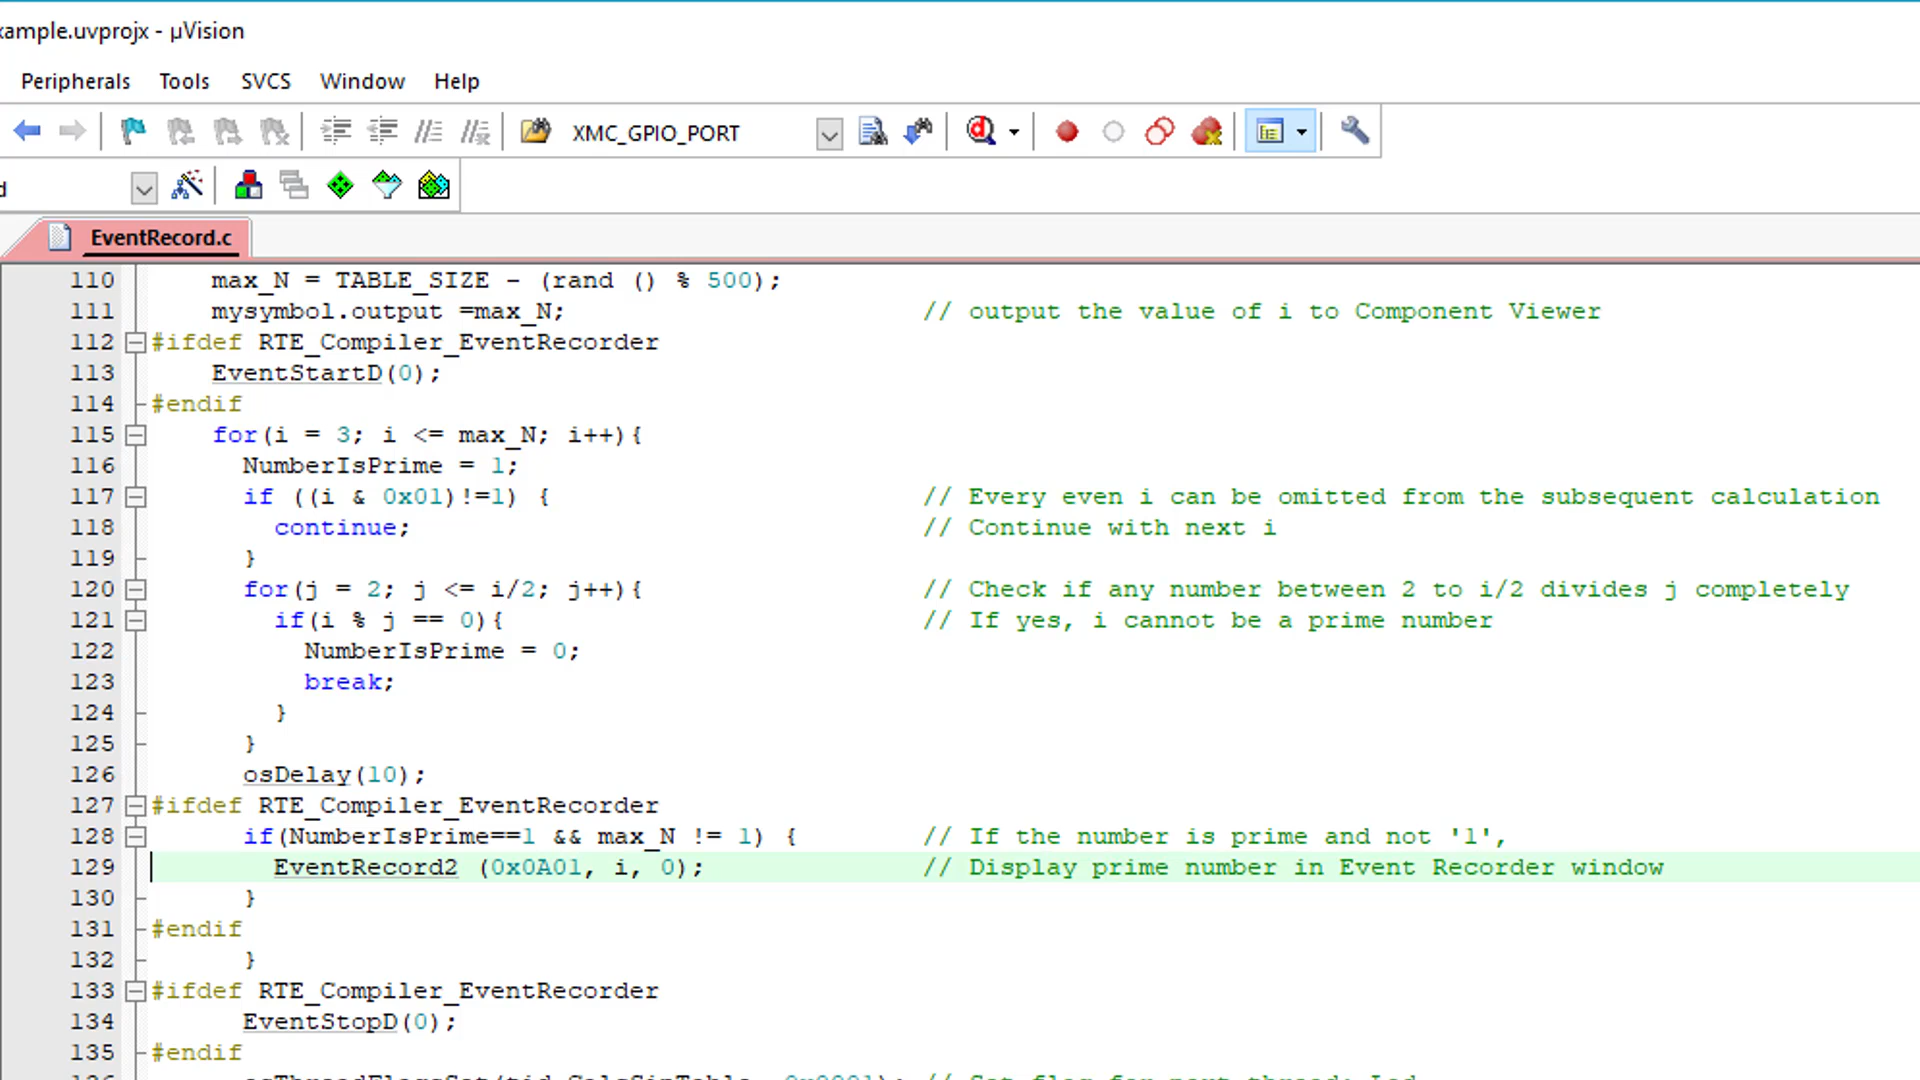 xample.uvprojx - µVision
Peripherals Tools SVCS Window Help
XMC_GPIO_PORT
d
EventRecord.c
110 max_N = TABLE_SIZE - (rand () % 500);
111 mysymbol.output =max_N; // output the value of i to Component Viewer
112 #ifdef RTE_Compiler_EventRecorder
113 EventStartD(0);
114 #endif
115 for(i = 3; i <= max_N; i++){
116 NumberIsPrime = 1;
117 if ((i & 0x01)!=1) { // Every even i can be omitted from the subsequent calculation
118 continue; // Continue with next i
119 }
120 for(j = 2; j <= i/2; j++){ // Check if any number between 2 to i/2 divides j completely
121 if(i % j == 0){ // If yes, i cannot be a prime number
122 NumberIsPrime = 0;
123 break;
124 }
125 }
126 osDelay(10);
127 #ifdef RTE_Compiler_EventRecorder
128 if(NumberIsPrime==1 && max_N != 1) { // If the number is prime and not '1',
129 EventRecord2 (0x0A01, i, 0); // Display prime number in Event Recorder window
130 }
131 #endif
132 }
133 #ifdef RTE_Compiler_EventRecorder
134 EventStopD(0);
135 #endif